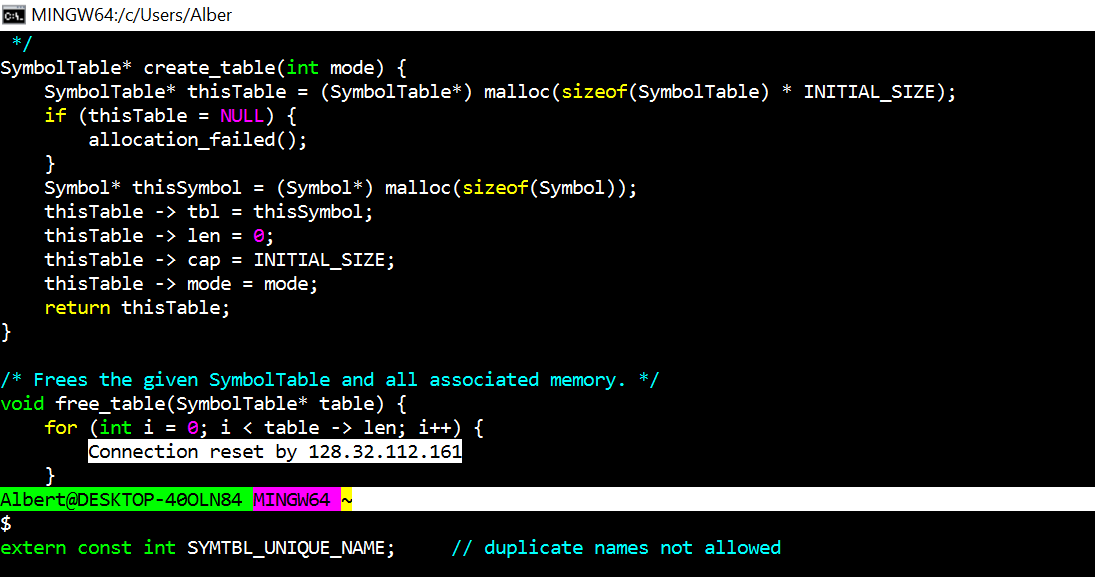 MINGW64:/c/Users/Alber
*/
SymbolTable* create_table(int mode) {
    SymbolTable* thisTable = (SymbolTable*) malloc(sizeof(SymbolTable) * INITIAL_SIZE);
    if (thisTable = NULL) {
        allocation_failed();
    }
    Symbol* thisSymbol = (Symbol*) malloc(sizeof(Symbol));
    thisTable -> tbl = thisSymbol;
    thisTable -> len = 0;
    thisTable -> cap = INITIAL_SIZE;
    thisTable -> mode = mode;
    return thisTable;
}
/* Frees the given SymbolTable and all associated memory. */
void free_table(SymbolTable* table) {
    for (int i = 0; i < table -> len; i++) {
        Connection reset by 128.32.112.161
    }
Albert@DESKTOP-40OLN84 MINGW64 ~
$
extern const int SYMTBL_UNIQUE_NAME;     // duplicate names not allowed